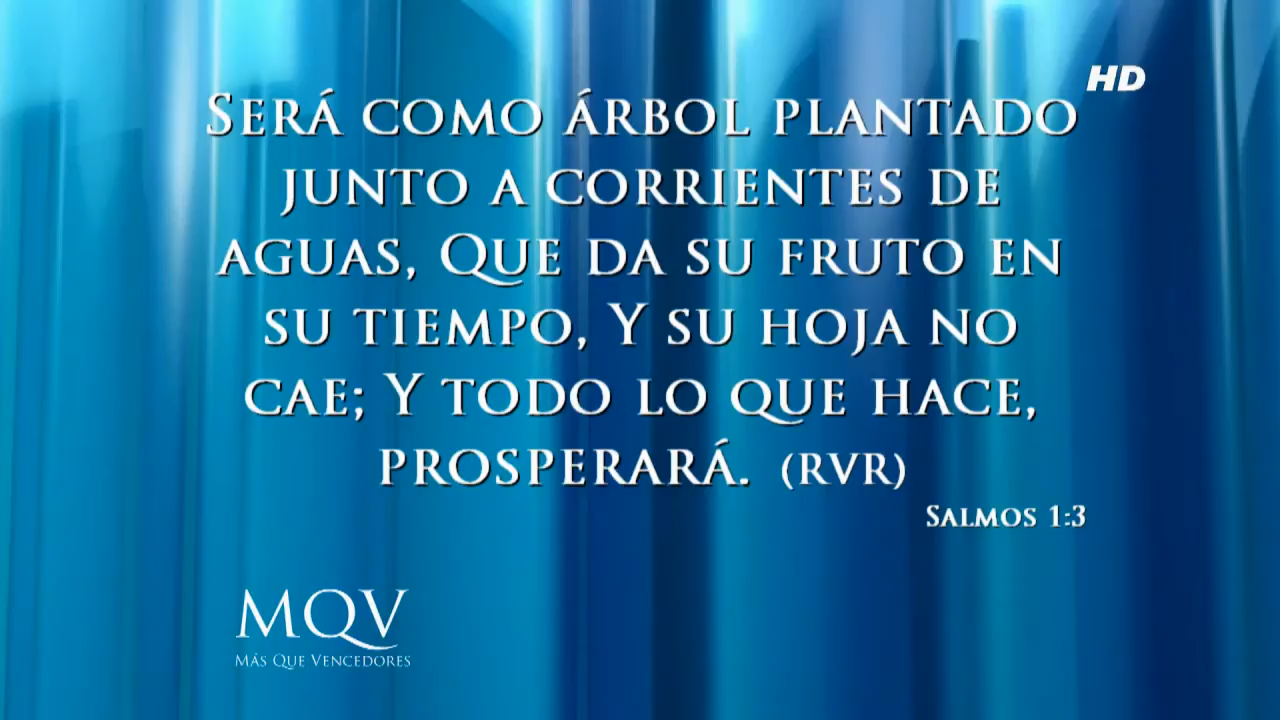 HD
Será como árbol plantado
junto a corrientes de
aguas, Que da su fruto en
su tiempo, Y su hoja no
cae; Y todo lo que hace,
prosperará. (RVR)
Salmos 1:3
MQV
Más Que Vencedores